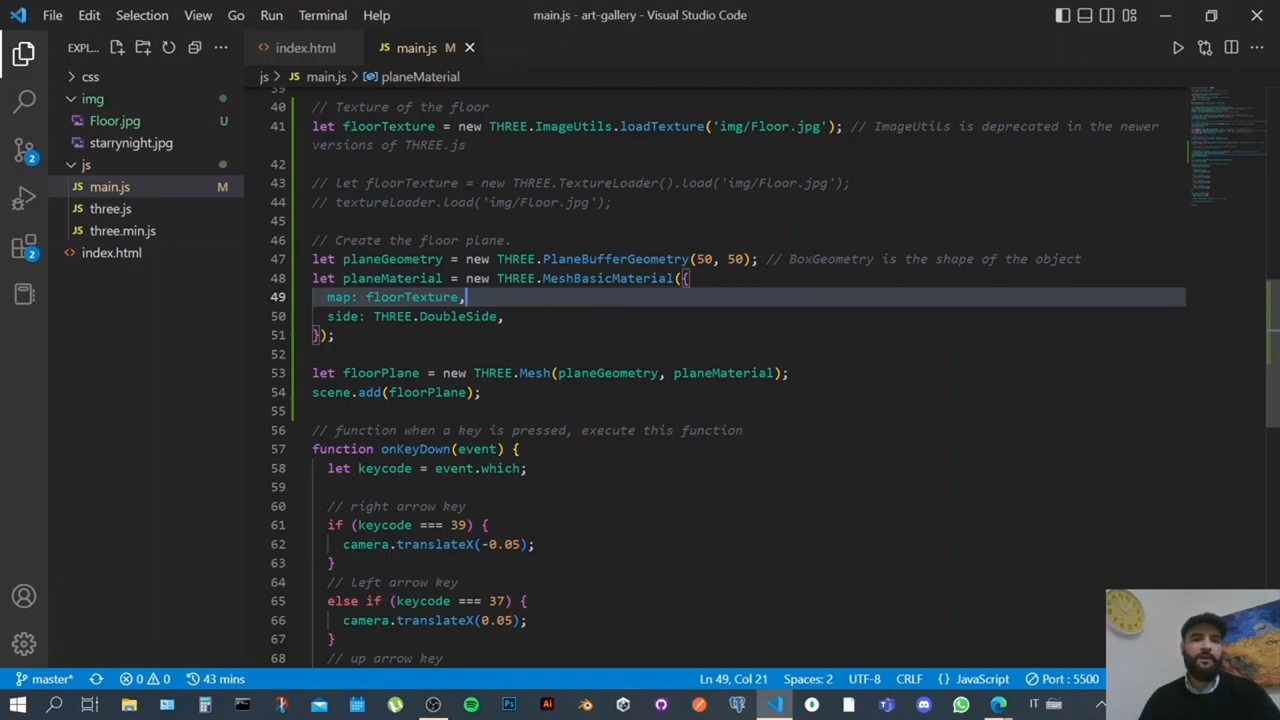 File Edit Selection View Go Run Terminal Help main.js - art-gallery - Visual Studio Code
EXPL...
index.html
JS main.js M
css
img
Floor.jpg U
starrynight.jpg
js
JS main.js M
JS three.js
JS three.min.js
index.html
js > JS main.js > planeMaterial
39
40 // Texture of the floor
41 let floorTexture = new THREE.ImageUtils.loadTexture('img/Floor.jpg'); // ImageUtils is deprecated in the newer
versions of THREE.js
42
43 // let floorTexture = new THREE.TextureLoader().load('img/Floor.jpg');
44 // textureLoader.load('img/Floor.jpg');
45
46 // Create the floor plane.
47 let planeGeometry = new THREE.PlaneBufferGeometry(50, 50); // BoxGeometry is the shape of the object
48 let planeMaterial = new THREE.MeshBasicMaterial({
49 map: floorTexture,
50 side: THREE.DoubleSide,
51 });
52
53 let floorPlane = new THREE.Mesh(planeGeometry, planeMaterial);
54 scene.add(floorPlane);
55
56 // function when a key is pressed, execute this function
57 function onKeyDown(event) {
58 let keycode = event.which;
59
60 // right arrow key
61 if (keycode === 39) {
62 camera.translateX(-0.05);
63 }
64 // left arrow key
65 else if (keycode === 37) {
66 camera.translateX(0.05);
67 }
68 // up arrow key
2
2
master* 0 0 43 mins Ln 49, Col 21 Spaces: 2 UTF-8 CRLF {} JavaScript Port : 5500
Ps Ai IT